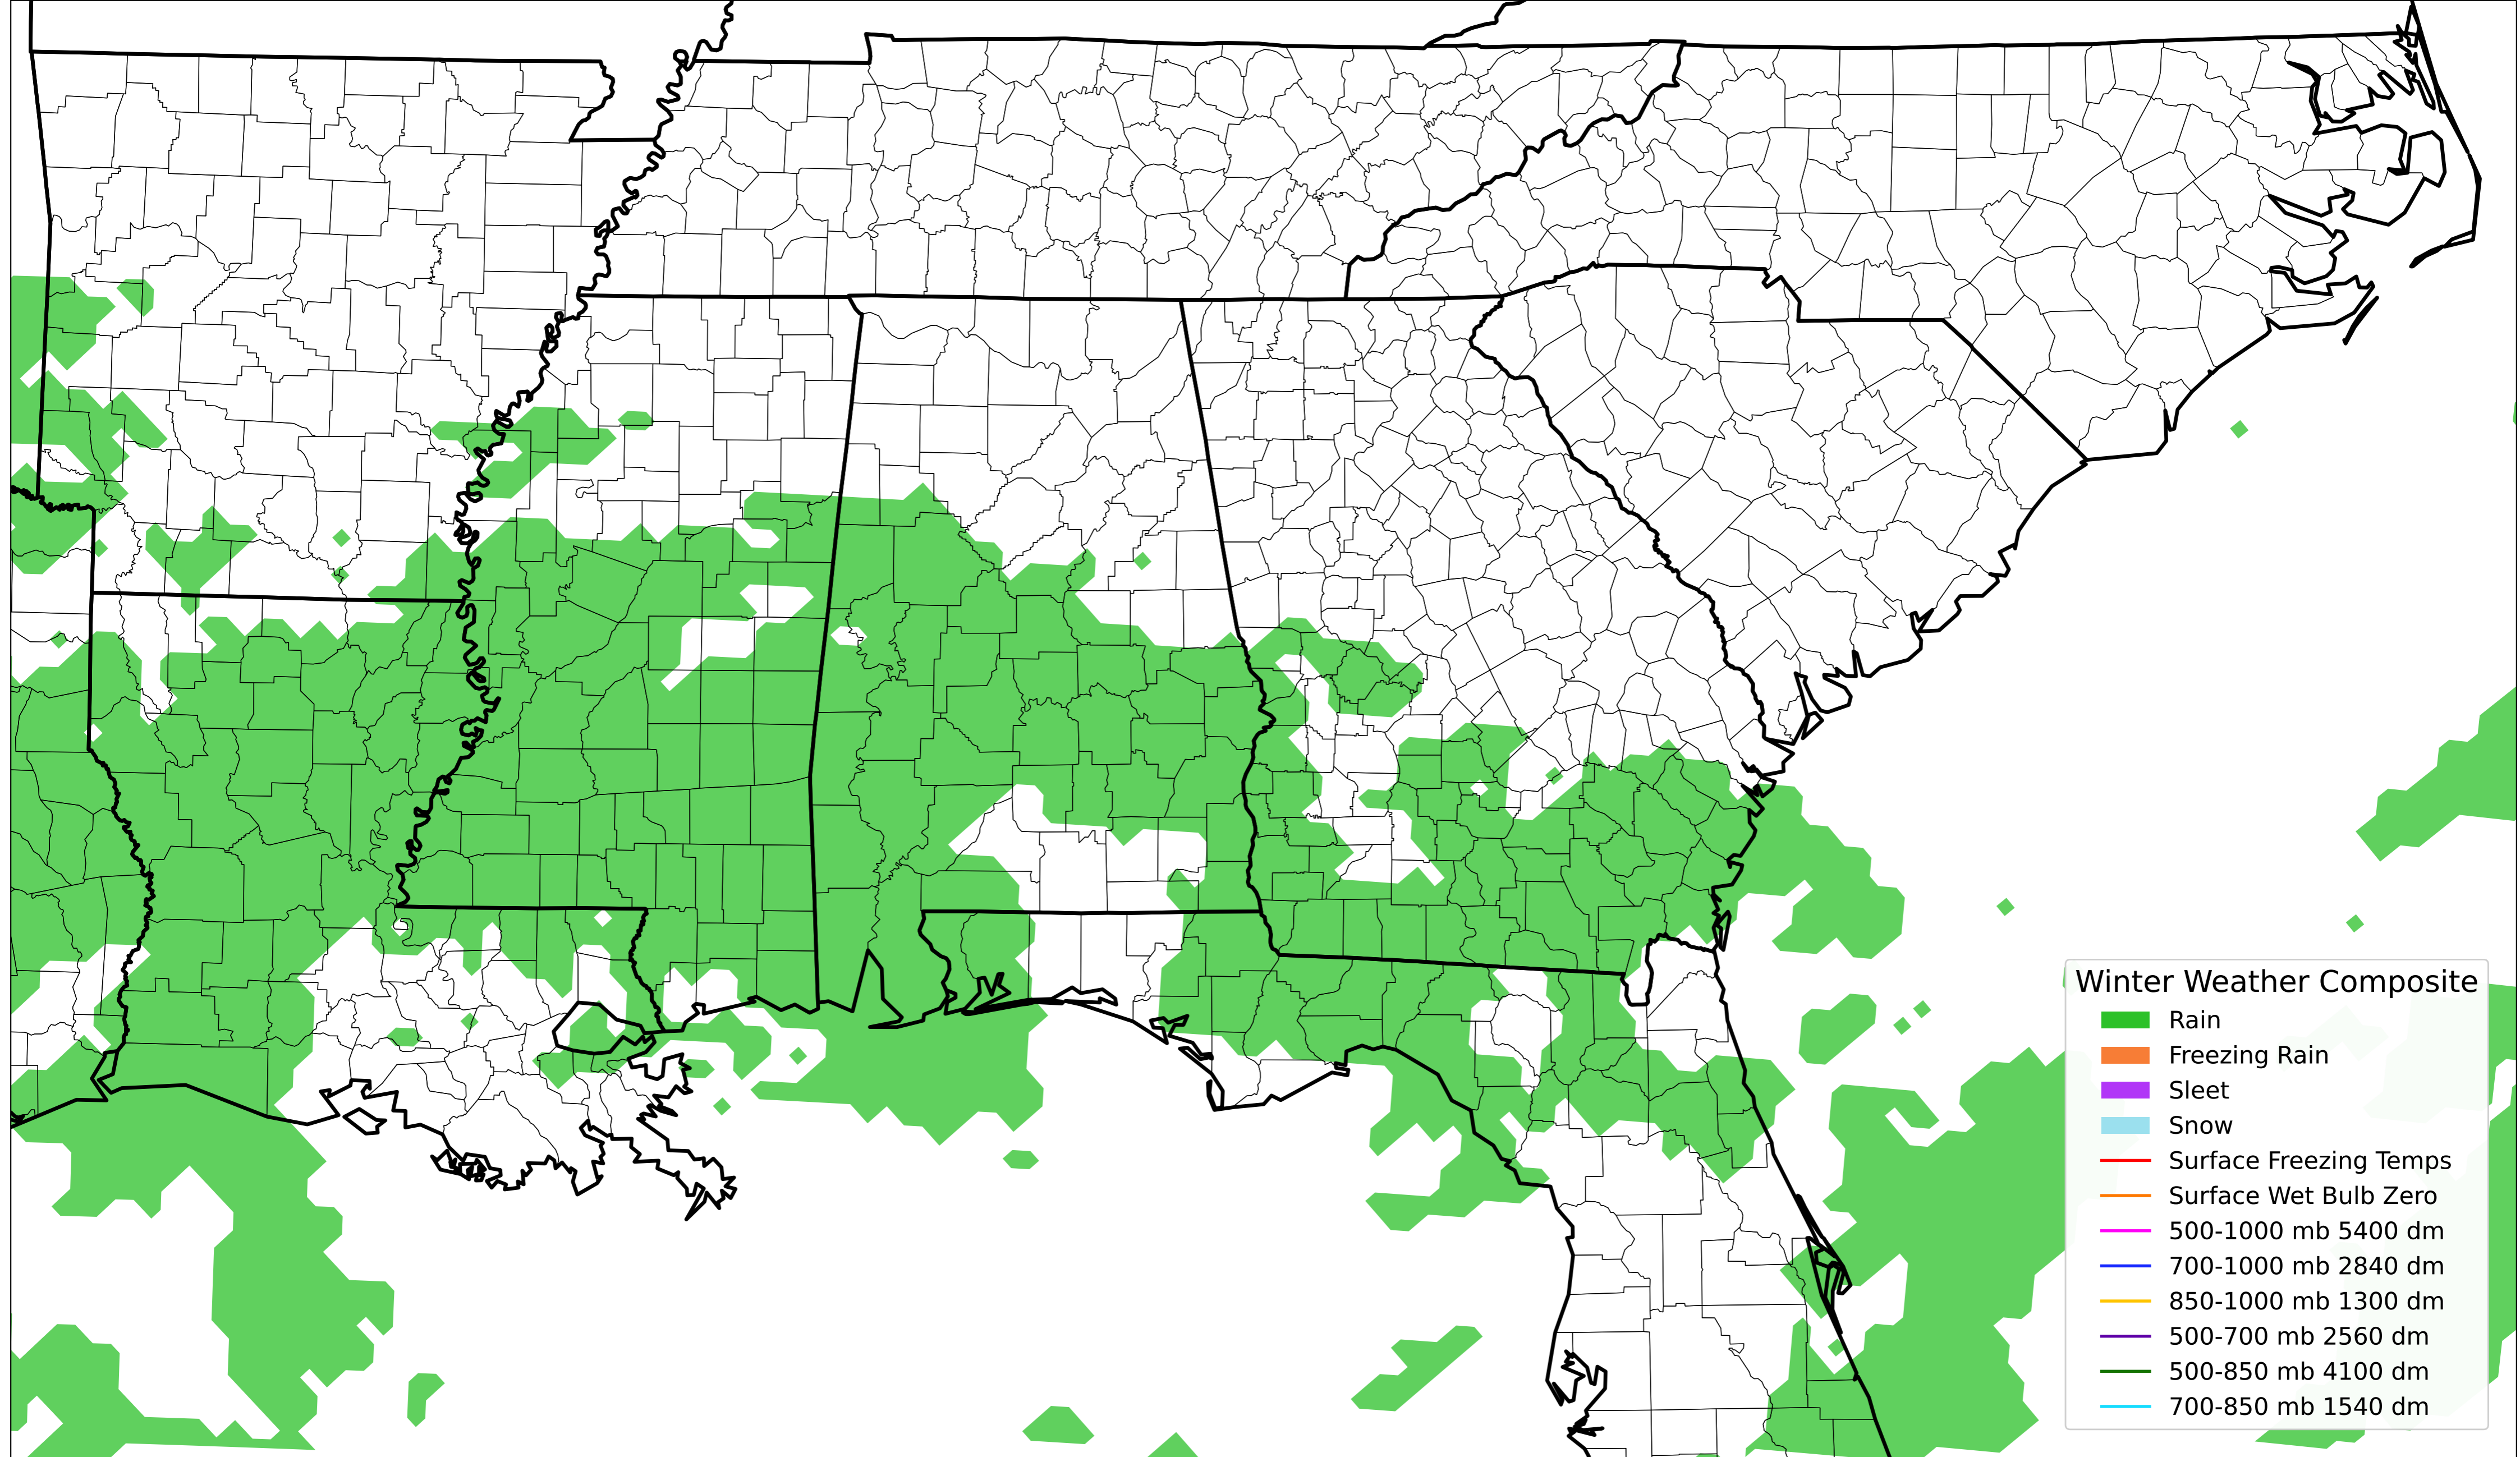 Winter Weather Composite
Rain
Freezing Rain
Sleet
Snow
Surface Freezing Temps
Surface Wet Bulb Zero
500-1000 mb 5400 dm
700-1000 mb 2840 dm
850-1000 mb 1300 dm
500-700 mb 2560 dm
500-850 mb 4100 dm
700-850 mb 1540 dm